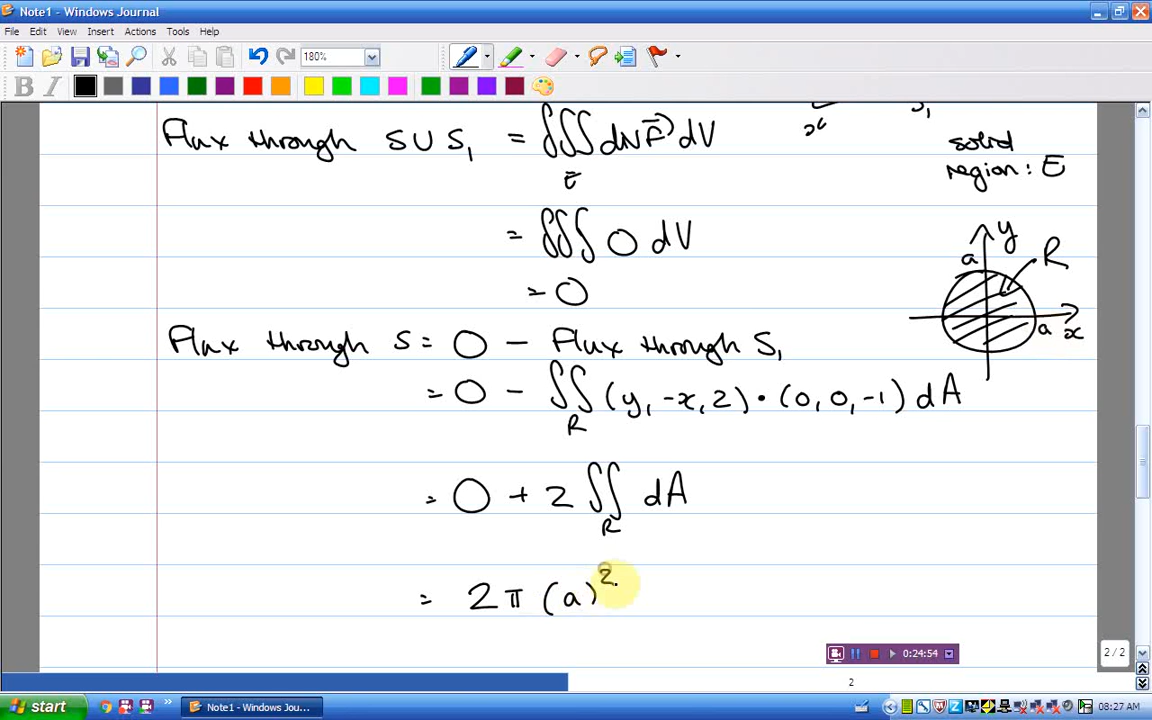 Note1 - Windows Journal
File Edit View Insert Actions Tools Help
180%
B I
Flux through S ∪ S₁ = ∭ div F⃗ dV
E
x S₁
solid
region: E
= ∭ 0 dV
= 0
y
a R
a x
Flux through S = 0 - Flux through S₁
= 0 - ∬ (y, -x, 2) • (0, 0, -1) dA
R
= 0 + 2 ∬ dA
R
= 2π (a)²
0:24:54
2 / 2
2
start Note1 - Windows Jou... 08:27 AM